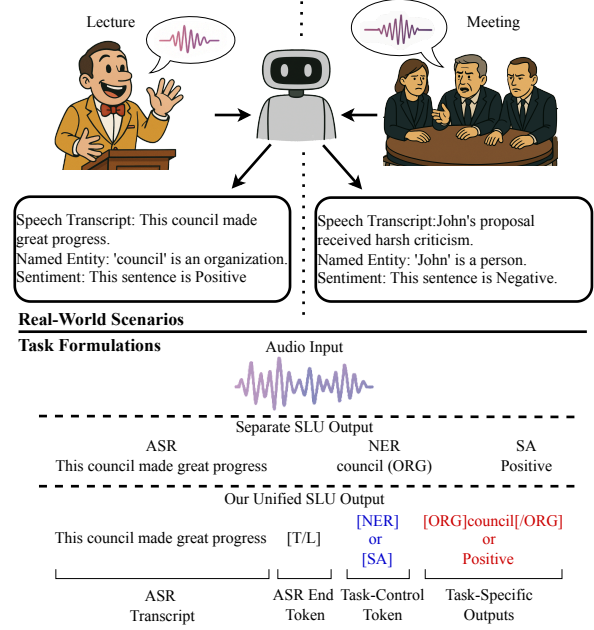 Lecture
Meeting
Speech Transcript: This council made
great progress.
Named Entity: 'council' is an organization.
Sentiment: This sentence is Positive
Speech Transcript:John's proposal
received harsh criticism.
Named Entity: 'John' is a person.
Sentiment: This sentence is Negative.
Real-World Scenarios
Task Formulations
Audio Input
Separate SLU Output
ASR NER SA
This council made great progress council (ORG) Positive
Our Unified SLU Output
This council made great progress [T/L] [NER] or [SA] [ORG]council[/ORG] or Positive
ASR Transcript
ASR End Token
Task-Control Token
Task-Specific Outputs